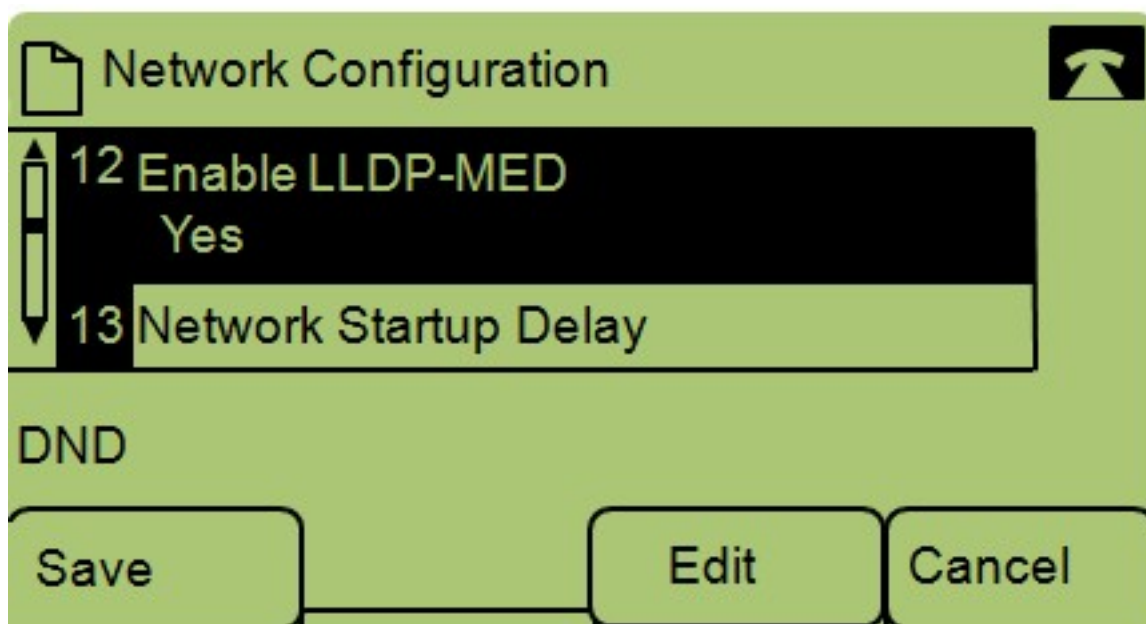 Network Configuration
12 Enable LLDP-MED
Yes
13 Network Startup Delay
DND
Save Edit Cancel